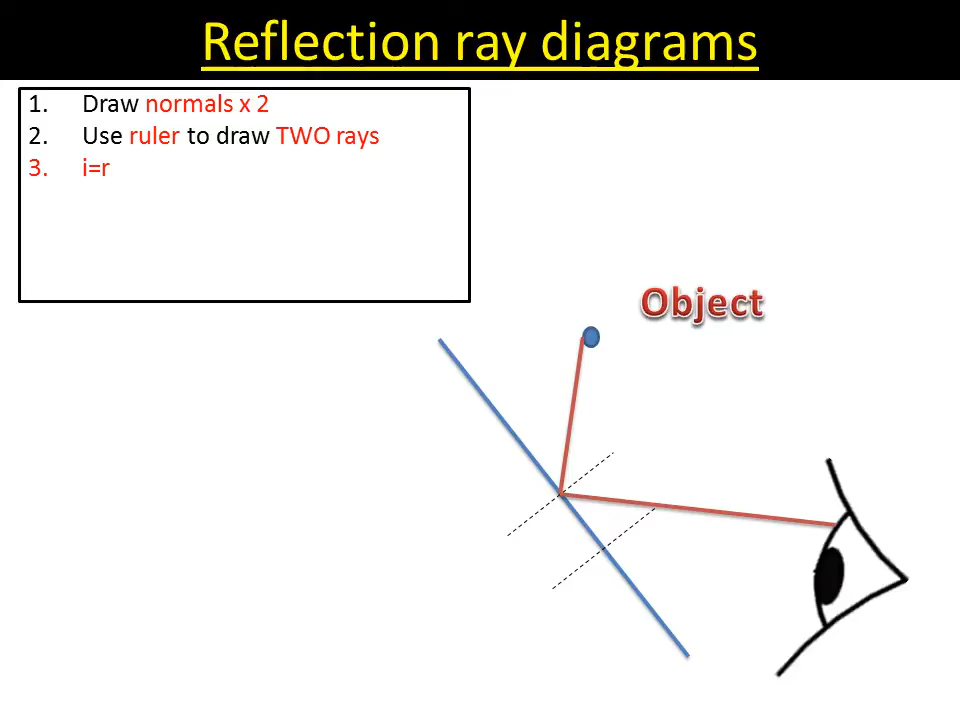 Reflection ray diagrams
1. Draw normals x 2
2. Use ruler to draw TWO rays
3. i=r
Object